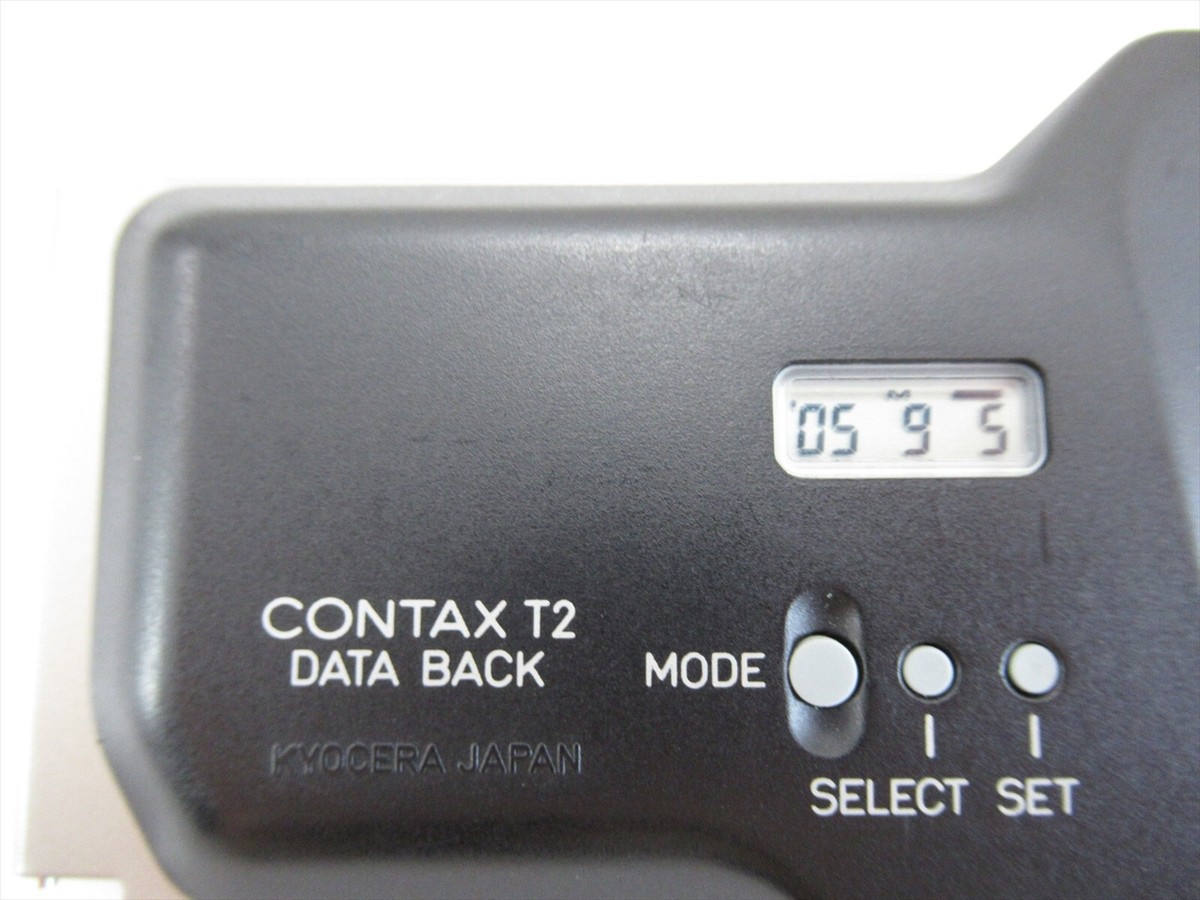 '05 M 9 5
CONTAX T2
DATA BACK
MODE
KYOCERA JAPAN
SELECT SET